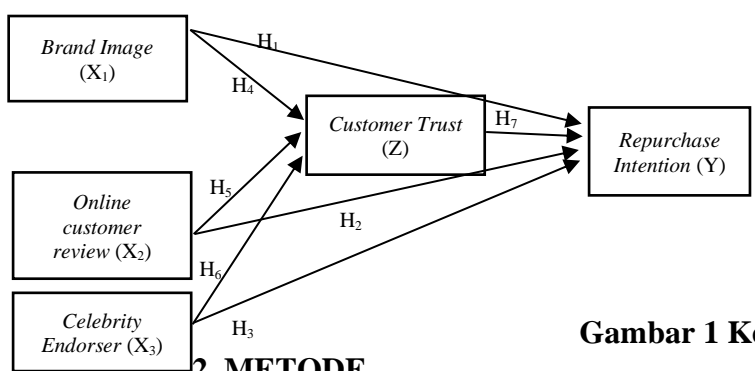 Brand Image
(X₁)
H₁
H₄
Customer Trust
(Z)
H₇
Repurchase
Intention (Y)
Online
customer
review (X₂)
H₅
H₂
H₆
Celebrity
Endorser (X₃)
H₃
Gambar 1 Ke
2. METODE